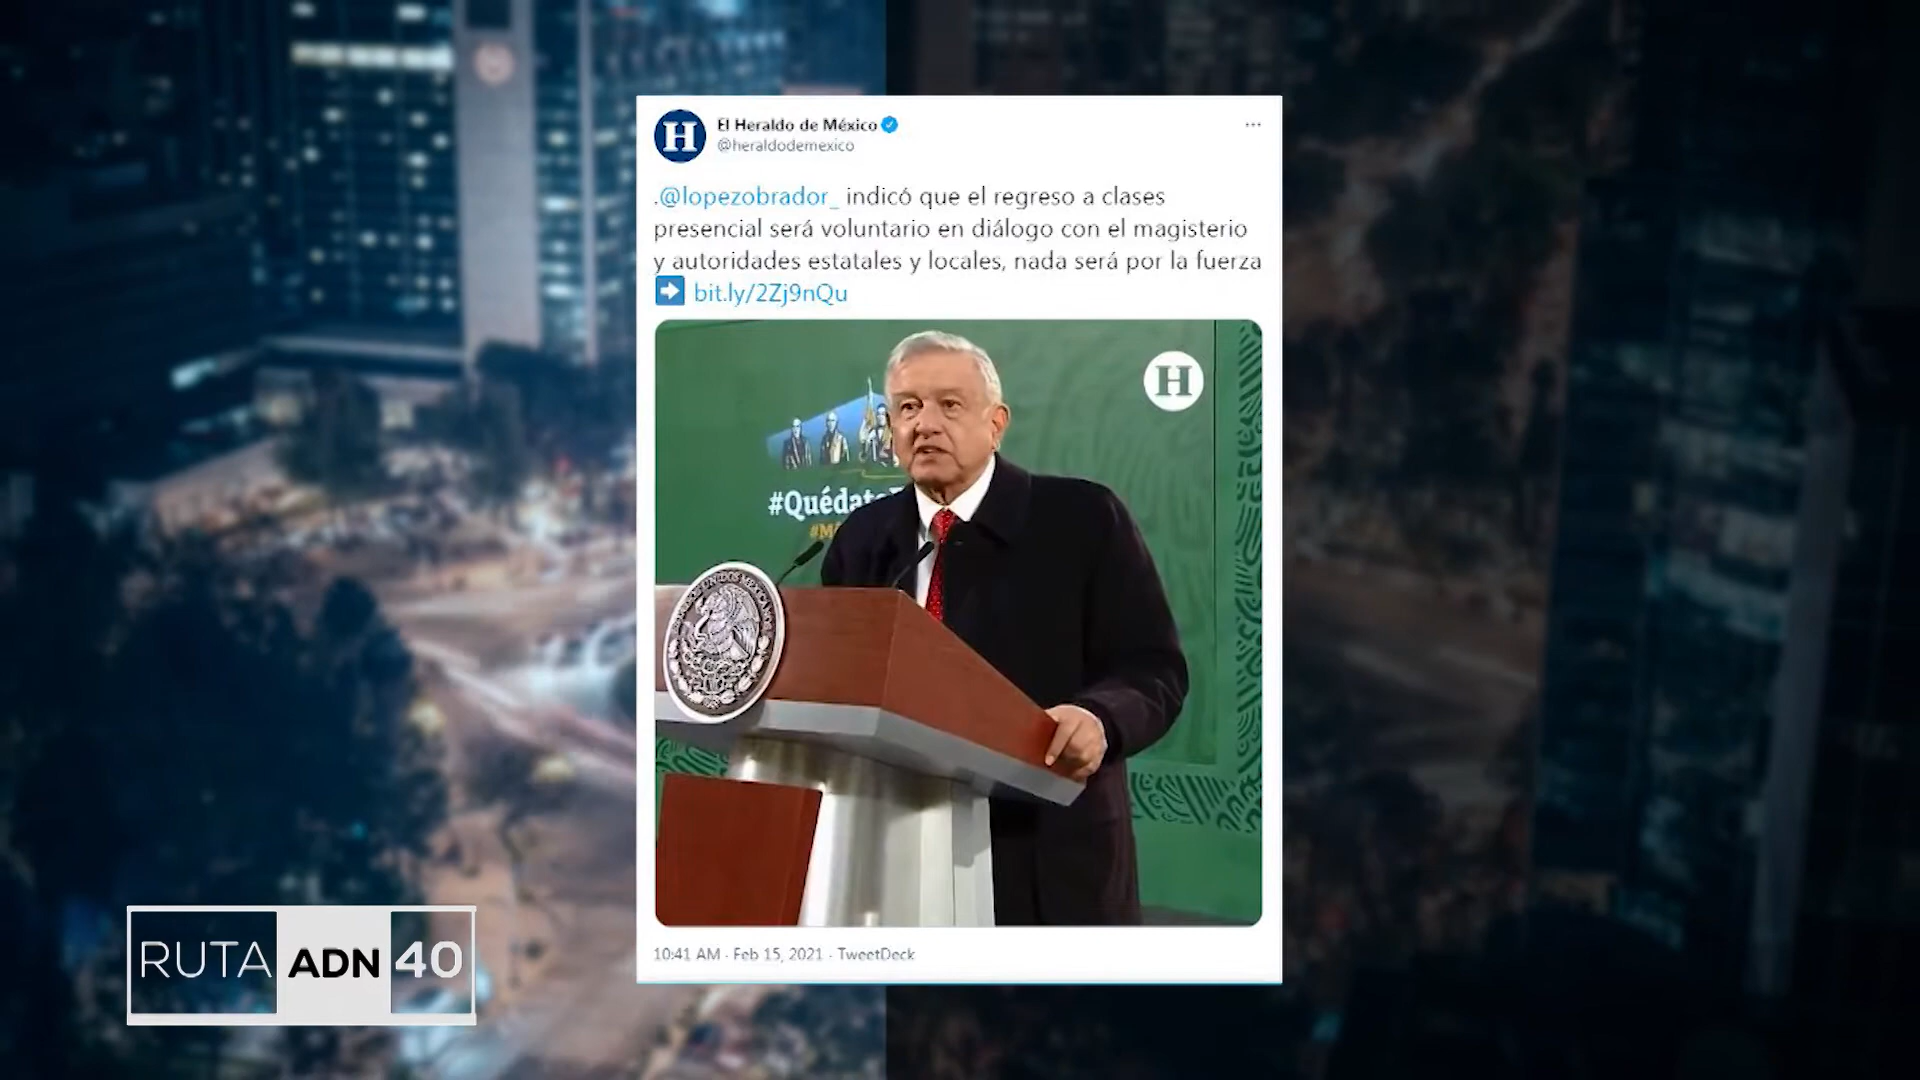 El Heraldo de México
@heraldodemexico
.@lopezobrador_ indicó que el regreso a clases
presencial será voluntario en diálogo con el magisterio
y autoridades estatales y locales, nada será por la fuerza
bit.ly/2Zj9nQu
H
H
#Quédate
10:41 AM · Feb 15, 2021 · TweetDeck
RUTA ADN 40